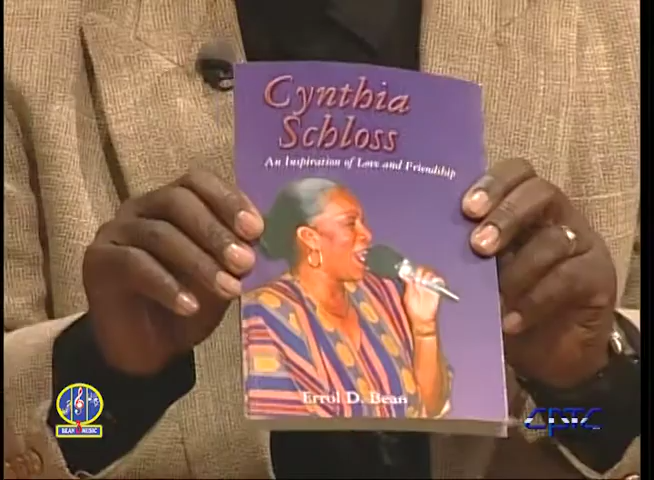 Cynthia
Schloss
An Inspiration of Love and Friendship
Errol D. Bean
CPTC